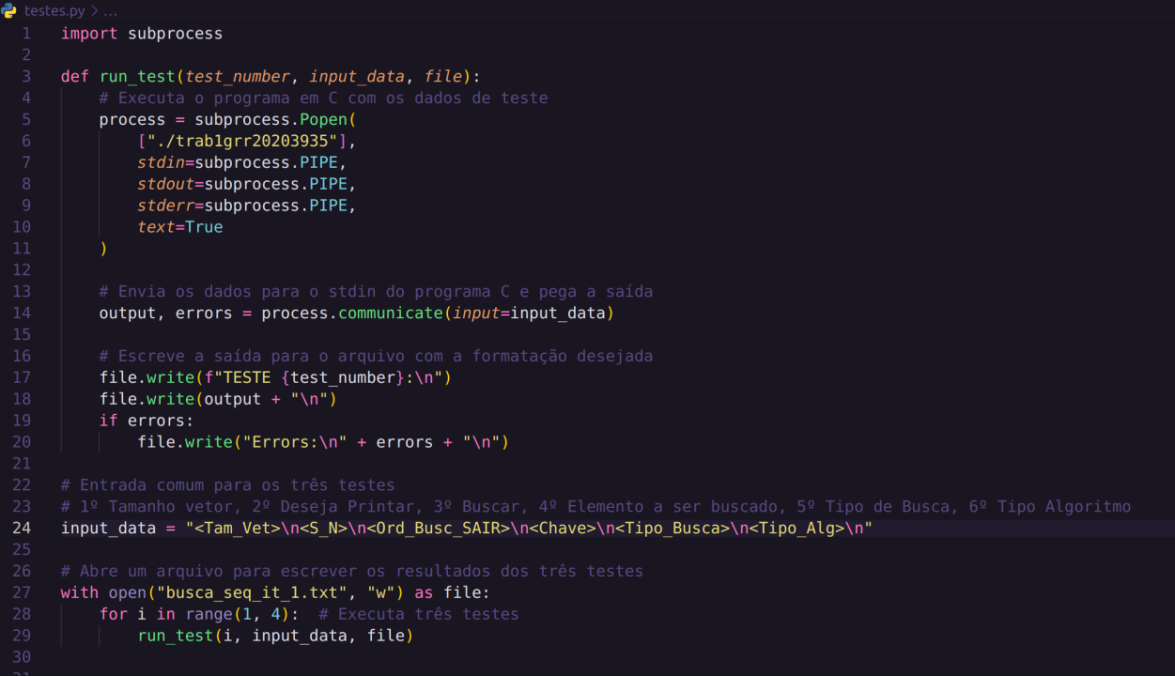 testes.py > ...
1 import subprocess
2
3 def run_test(test_number, input_data, file):
4     # Executa o programa em C com os dados de teste
5     process = subprocess.Popen(
6         ["./trab1grr20203935"],
7         stdin=subprocess.PIPE,
8         stdout=subprocess.PIPE,
9         stderr=subprocess.PIPE,
10         text=True
11     )
12
13     # Envia os dados para o stdin do programa C e pega a saída
14     output, errors = process.communicate(input=input_data)
15
16     # Escreve a saída para o arquivo com a formatação desejada
17     file.write(f"TESTE {test_number}:\n")
18     file.write(output + "\n")
19     if errors:
20         file.write("Errors:\n" + errors + "\n")
21
22 # Entrada comum para os três testes
23 # 1º Tamanho vetor, 2º Deseja Printar, 3º Buscar, 4º Elemento a ser buscado, 5º Tipo de Busca, 6º Tipo Algoritmo
24 input_data = "<Tam_Vet>\n<S_N>\n<Ord_Busc_SAIR>\n<Chave>\n<Tipo_Busca>\n<Tipo_Alg>\n"
25
26 # Abre um arquivo para escrever os resultados dos três testes
27 with open("busca_seq_it_1.txt", "w") as file:
28     for i in range(1, 4):  # Executa três testes
29         run_test(i, input_data, file)
30
31